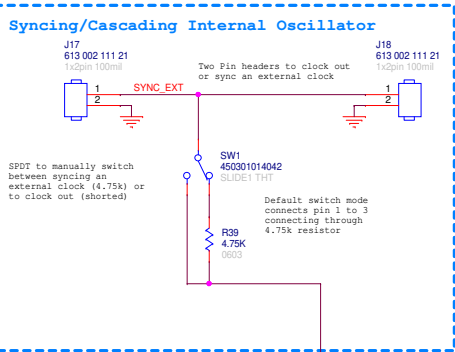 Syncing/Cascading Internal Oscillator
J17
613 002 111 21
1x2pin 100mil
J18
613 002 111 21
1x2pin 100mil
Two Pin headers to clock out
or sync an external clock
1
2
SYNC_EXT
1
2
SPDT to manually switch
between syncing an
external clock (4.75k) or
to clock out (shorted)
SW1
450301014042
SLIDE1 THT
Default switch mode
connects pin 1 to 3
connecting through
4.75k resistor
R39
4.75K
0603